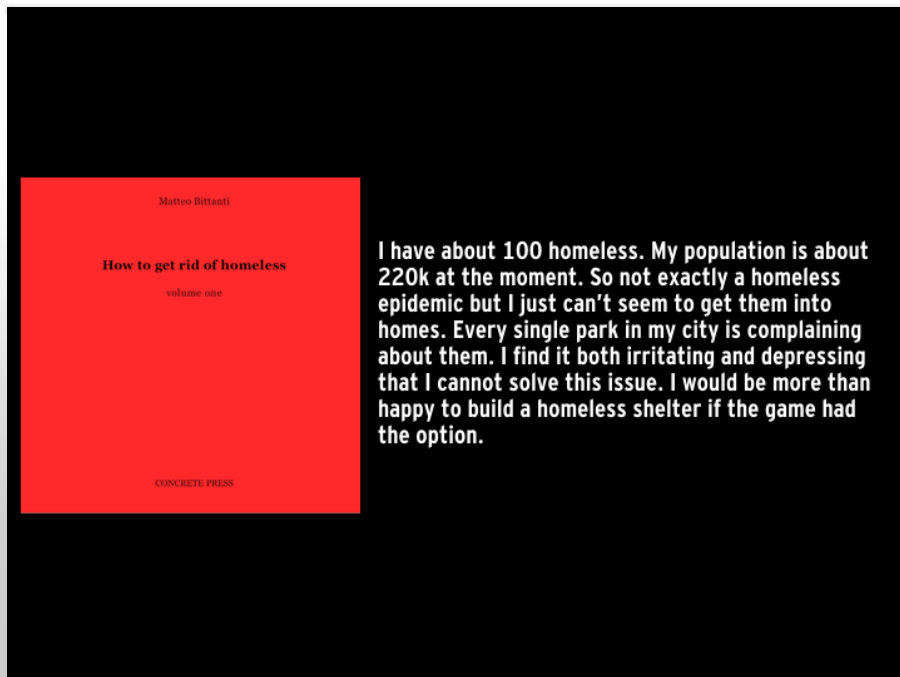 Matteo Bittanti
How to get rid of homeless
volume one
CONCRETE PRESS
I have about 100 homeless. My population is about
220k at the moment. So not exactly a homeless
epidemic but I just can't seem to get them into
homes. Every single park in my city is complaining
about them. I find it both irritating and depressing
that I cannot solve this issue. I would be more than
happy to build a homeless shelter if the game had
the option.